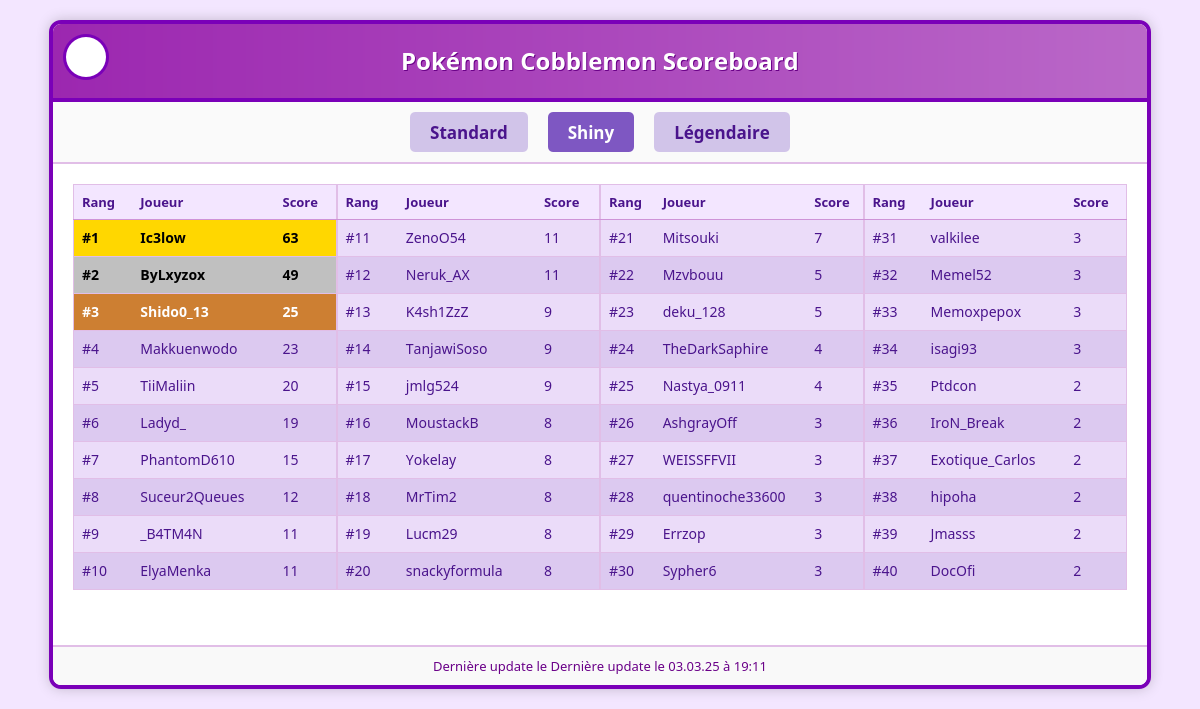 Pokémon Cobblemon Scoreboard
Standard Shiny Légendaire
Rang Joueur Score Rang Joueur Score Rang Joueur Score Rang Joueur Score
#1 Ic3low 63 #11 ZenoO54 11 #21 Mitsouki 7 #31 valkilee 3
#2 ByLxyzox 49 #12 Neruk_AX 11 #22 Mzvbouu 5 #32 Memel52 3
#3 Shido0_13 25 #13 K4sh1ZzZ 9 #23 deku_128 5 #33 Memoxpepox 3
#4 Makkuenwodo 23 #14 TanjawiSoso 9 #24 TheDarkSaphire 4 #34 isagi93 3
#5 TiiMaliin 20 #15 jmlg524 9 #25 Nastya_0911 4 #35 Ptdcon 2
#6 Ladyd_ 19 #16 MoustackB 8 #26 AshgrayOff 3 #36 IroN_Break 2
#7 PhantomD610 15 #17 Yokelay 8 #27 WEISSFFVII 3 #37 Exotique_Carlos 2
#8 Suceur2Queues 12 #18 MrTim2 8 #28 quentinoche33600 3 #38 hipoha 2
#9 _B4TM4N 11 #19 Lucm29 8 #29 Errzop 3 #39 Jmasss 2
#10 ElyaMenka 11 #20 snackyformula 8 #30 Sypher6 3 #40 DocOfi 2
Dernière update le Dernière update le 03.03.25 à 19:11